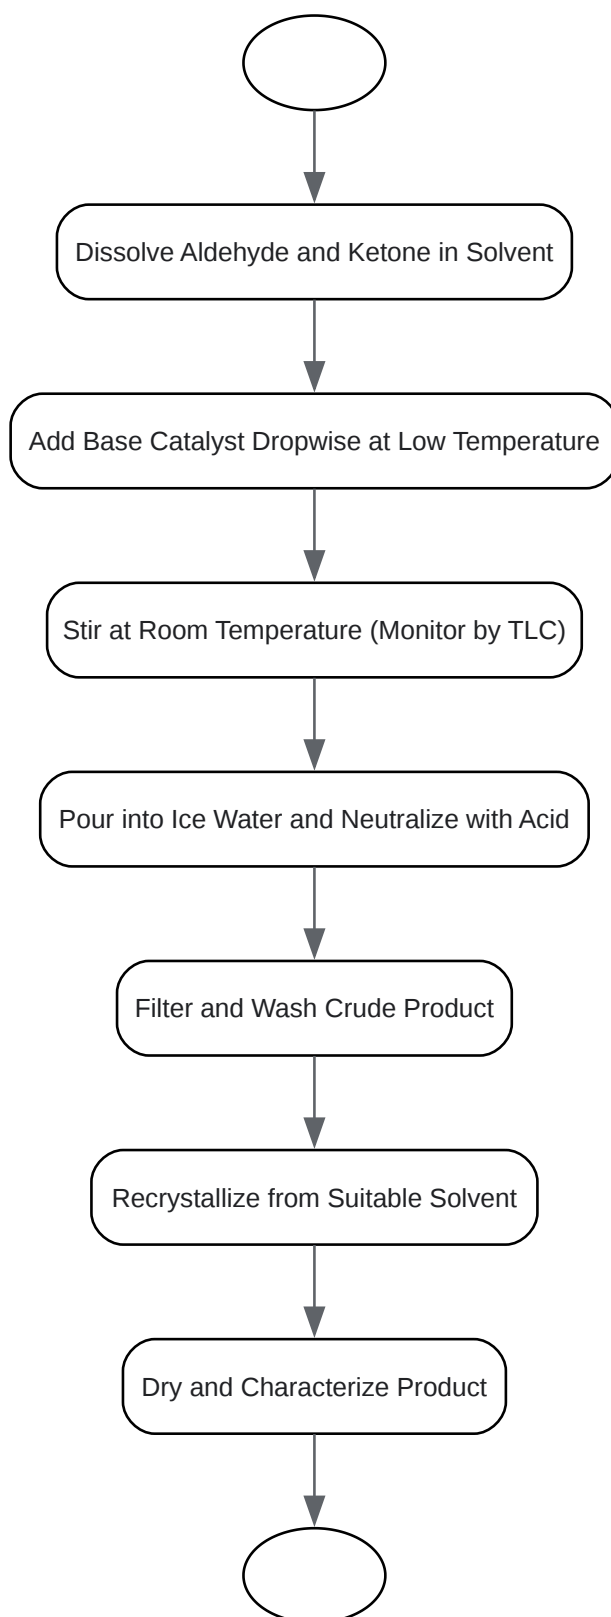 Dissolve Aldehyde and Ketone in Solvent
Add Base Catalyst Dropwise at Low Temperature
Stir at Room Temperature (Monitor by TLC)
Pour into Ice Water and Neutralize with Acid
Filter and Wash Crude Product
Recrystallize from Suitable Solvent
Dry and Characterize Product